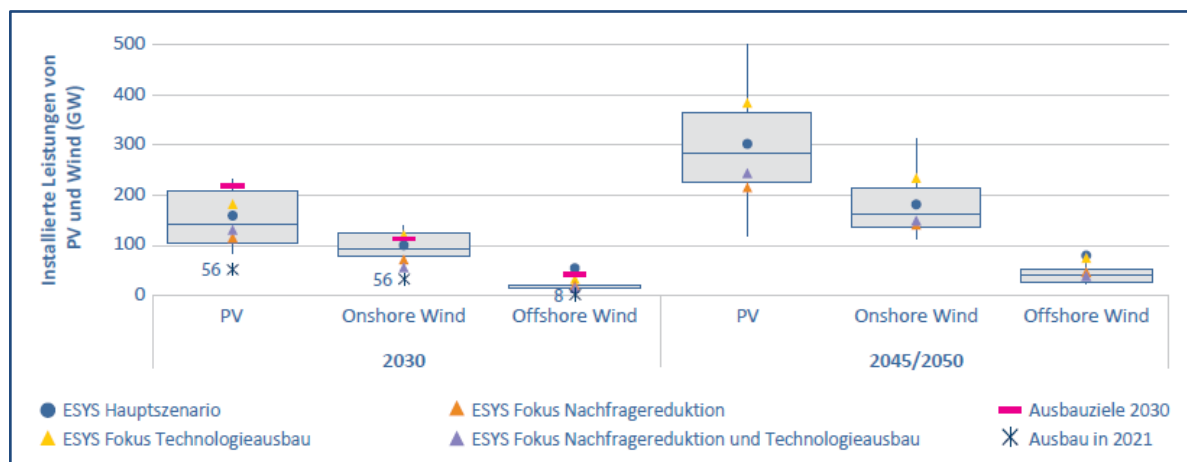 Installierte Leistungen von
PV und Wind (GW)
500
400
300
200
100
0
56
56
8
PV
Onshore Wind
Offshore Wind
PV
Onshore Wind
Offshore Wind
2030
2045/2050
ESYS Hauptszenario
ESYS Fokus Nachfragereduktion
Ausbauziele 2030
ESYS Fokus Technologieausbau
ESYS Fokus Nachfragereduktion und Technologieausbau
Ausbau in 2021